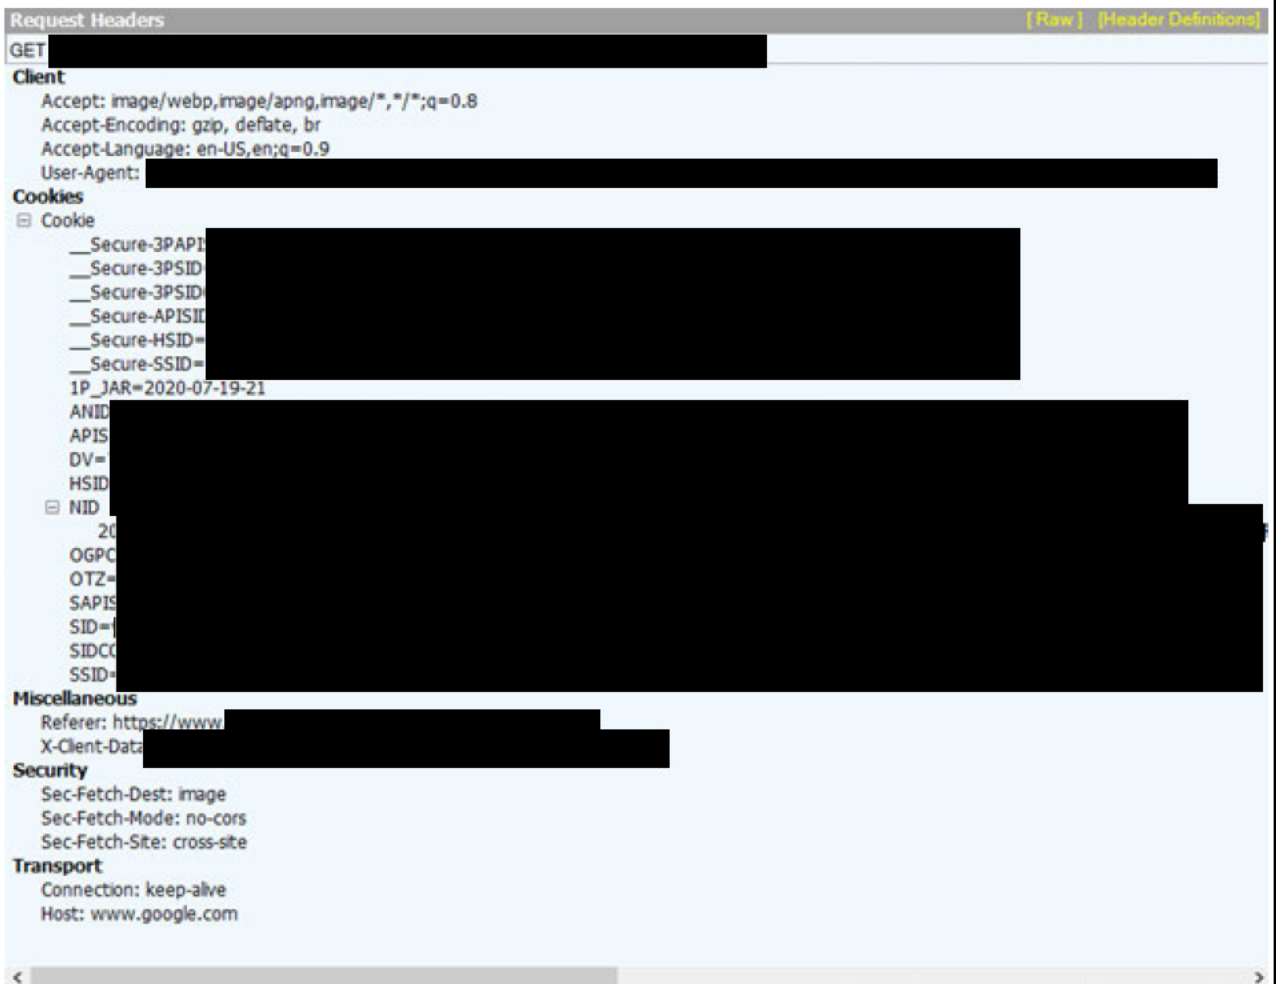 Request Headers [ Raw ] [Header Definitions]
GET
Client
Accept: image/webp,image/apng,image/*,*/*;q=0.8
Accept-Encoding: gzip, deflate, br
Accept-Language: en-US,en;q=0.9
User-Agent:
Cookies
Cookie
__Secure-3PAPIS
__Secure-3PSID
__Secure-3PSID
__Secure-APISID
__Secure-HSID=
__Secure-SSID=
1P_JAR=2020-07-19-21
ANID
APIS
DV=
HSID
NID
20
OGPC
OTZ=
SAPIS
SID=
SIDCC
SSID=
Miscellaneous
Referer: https://www.
X-Client-Data
Security
Sec-Fetch-Dest: image
Sec-Fetch-Mode: no-cors
Sec-Fetch-Site: cross-site
Transport
Connection: keep-alive
Host: www.google.com